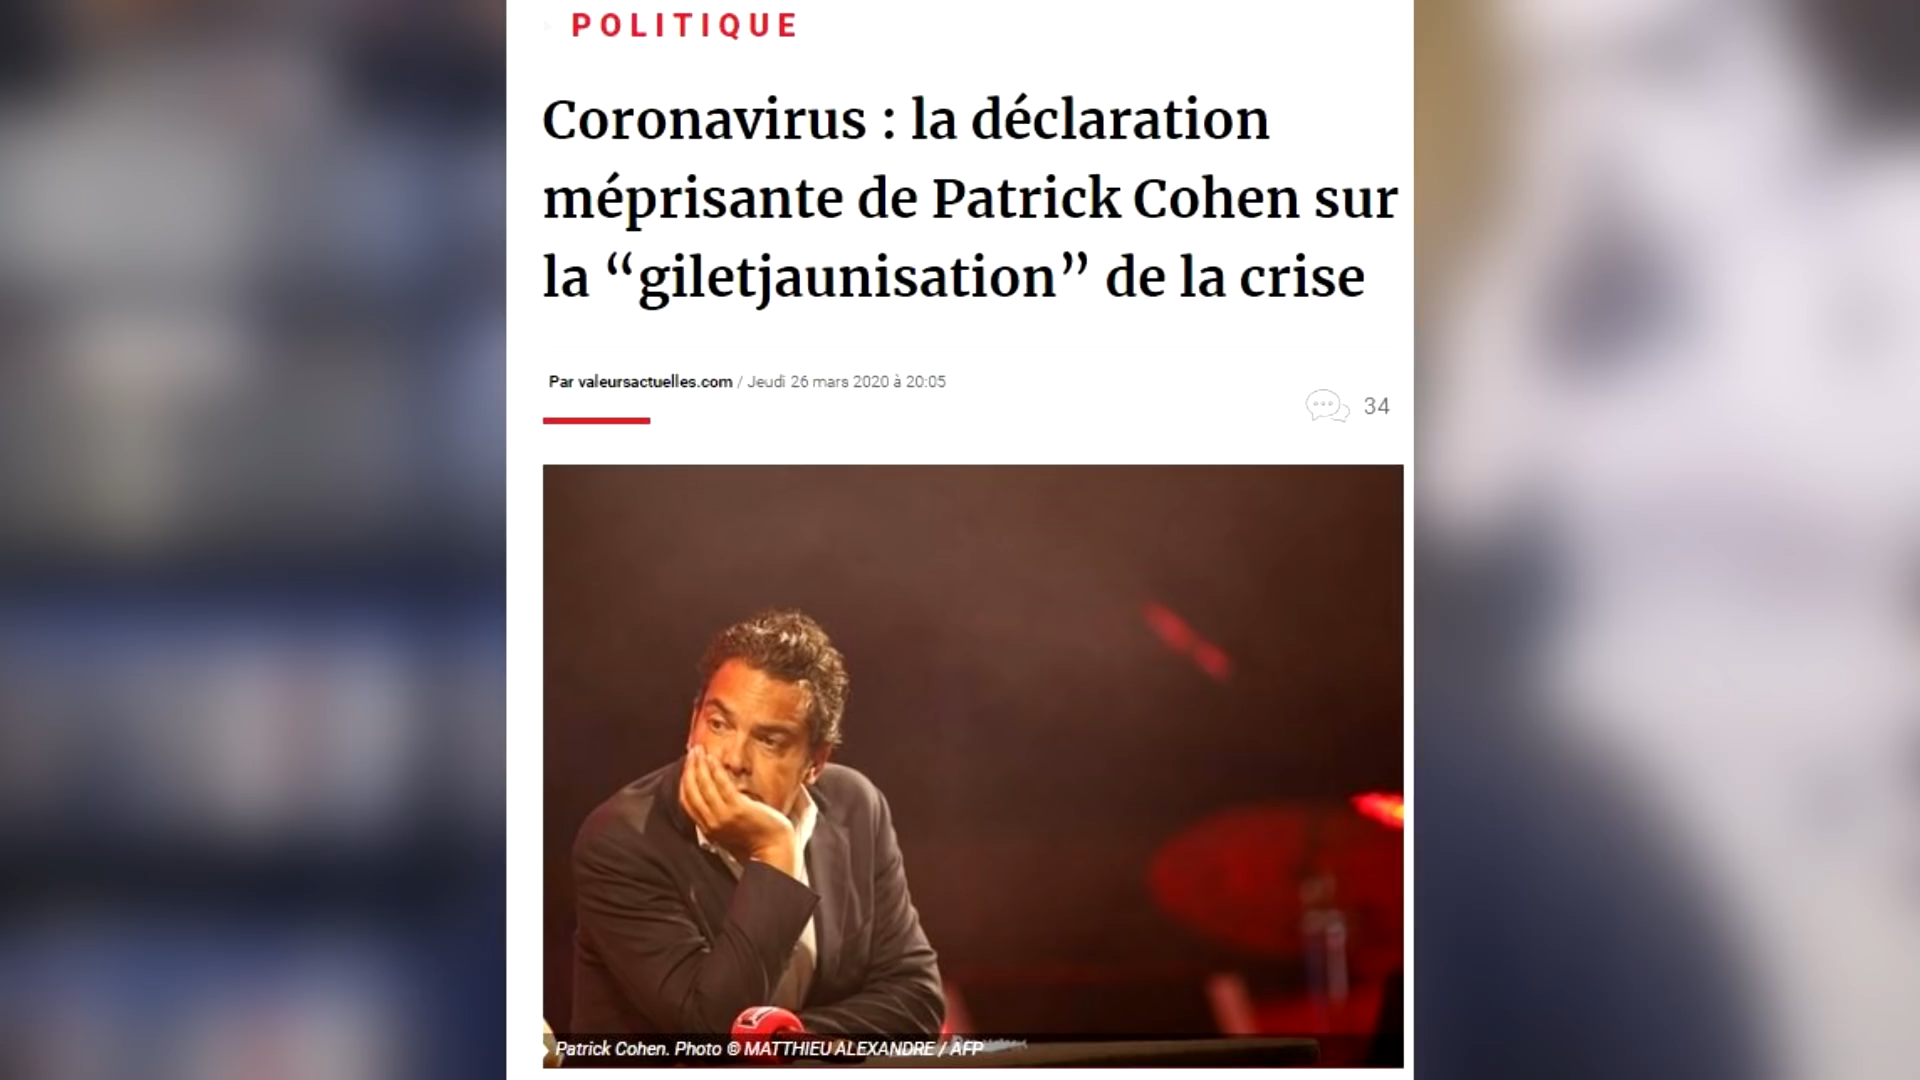 POLITIQUE
Coronavirus : la déclaration
méprisante de Patrick Cohen sur
la “giletjaunisation” de la crise
Par valeursactuelles.com / Jeudi 26 mars 2020 à 20:05
34
Patrick Cohen. Photo © MATTHIEU ALEXANDRE / AFP